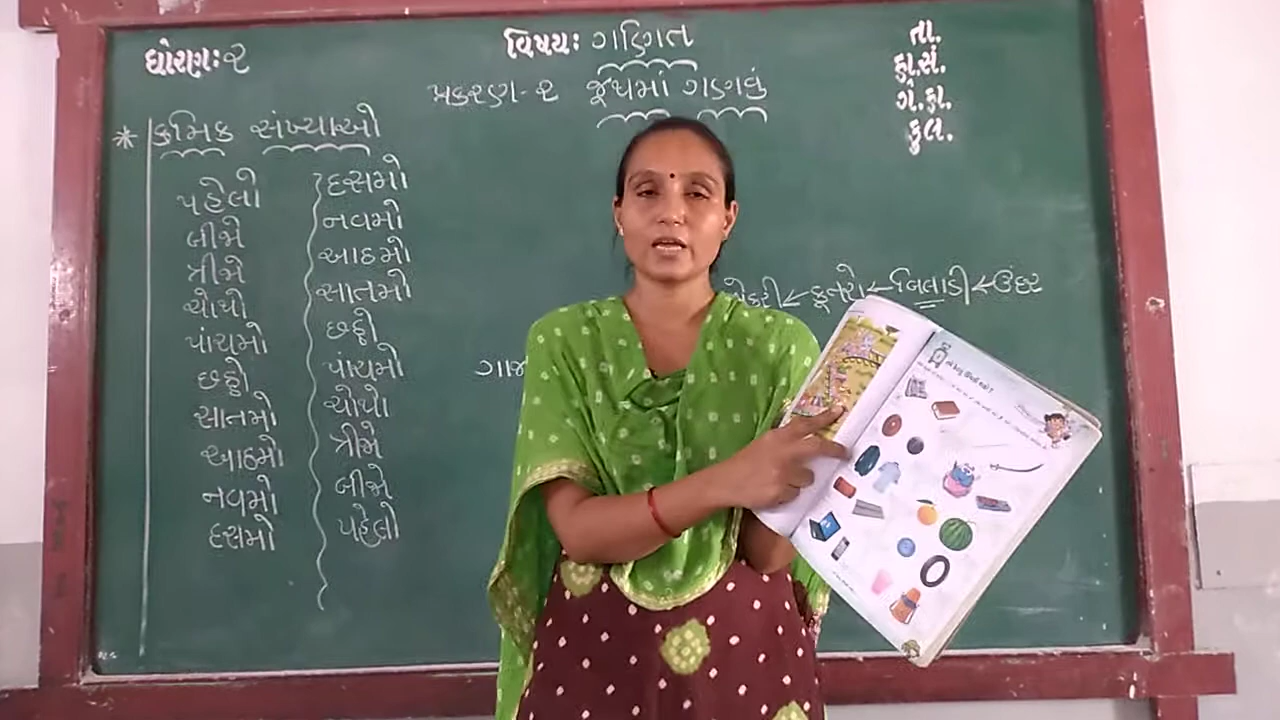 ધોરણઃ૨
વિષયઃ ગણિત
તા.
હા.સં.
ગે.હા.
કુલ.
પ્રકરણ-૨ જૂથમાં ગણવું
* ક્રમિક સંખ્યાઓ
પહેલો
બીજો
ત્રીજો
ચોથો
પાંચમો
છઠ્ઠો
સાતમો
આઠમો
નવમો
દસમો
દસમો
નવમો
આઠમો
સાતમો
છઠ્ઠો
પાંચમો
ચોથો
ત્રીજો
બીજો
પહેલો
← કૂતરો ← બિલાડી ← ઉંદર
ગાજ